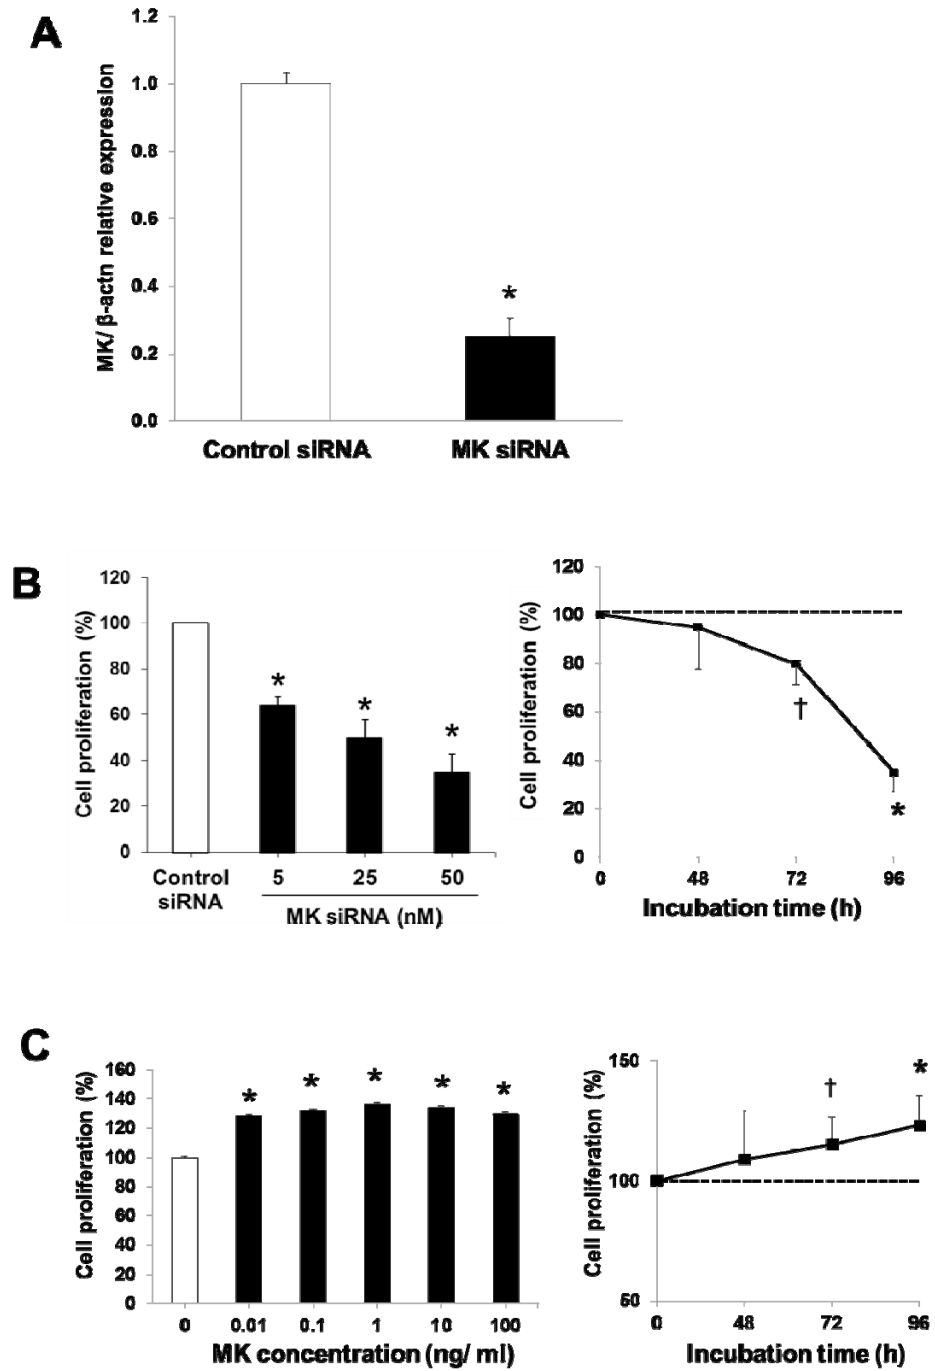 A
MK/ β-actn relative expression
1.2
1.0
0.8
0.6
0.4
0.2
0.0
*
Control siRNA MK siRNA
B
Cell proliferation (%)
120
100
80
60
40
20
0
* * *
Control siRNA 5 25 50
MK siRNA (nM)
Cell proliferation (%)
120
100
80
60
40
20
0
†
*
0 48 72 96
Incubation time (h)
C
Cell proliferation (%)
160
140
120
100
80
60
40
20
0
* * * * *
0 0.01 0.1 1 10 100
MK concentration (ng/ ml)
Cell proliferation (%)
150
100
50
† *
0 48 72 96
Incubation time (h)